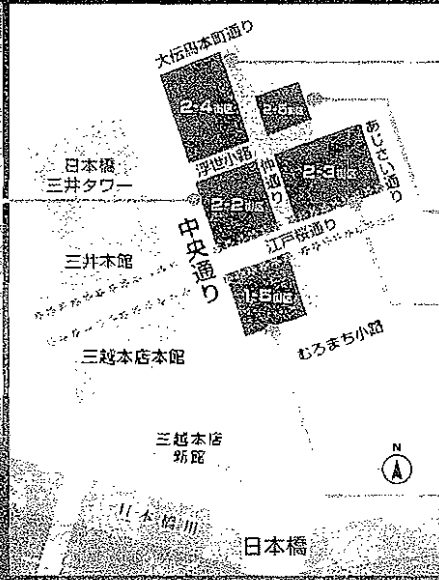 大伝馬本町通り
2-4街区
2-5街区
あじさい通り
日本橋
三井タワー
浮世小路
仲通り
2-3街区
2-2街区
中央通り
江戸桜通り
三井本館
1-5街区
むろまち小路
三越本店本館
三越本店
新館
N
日本橋川
日本橋